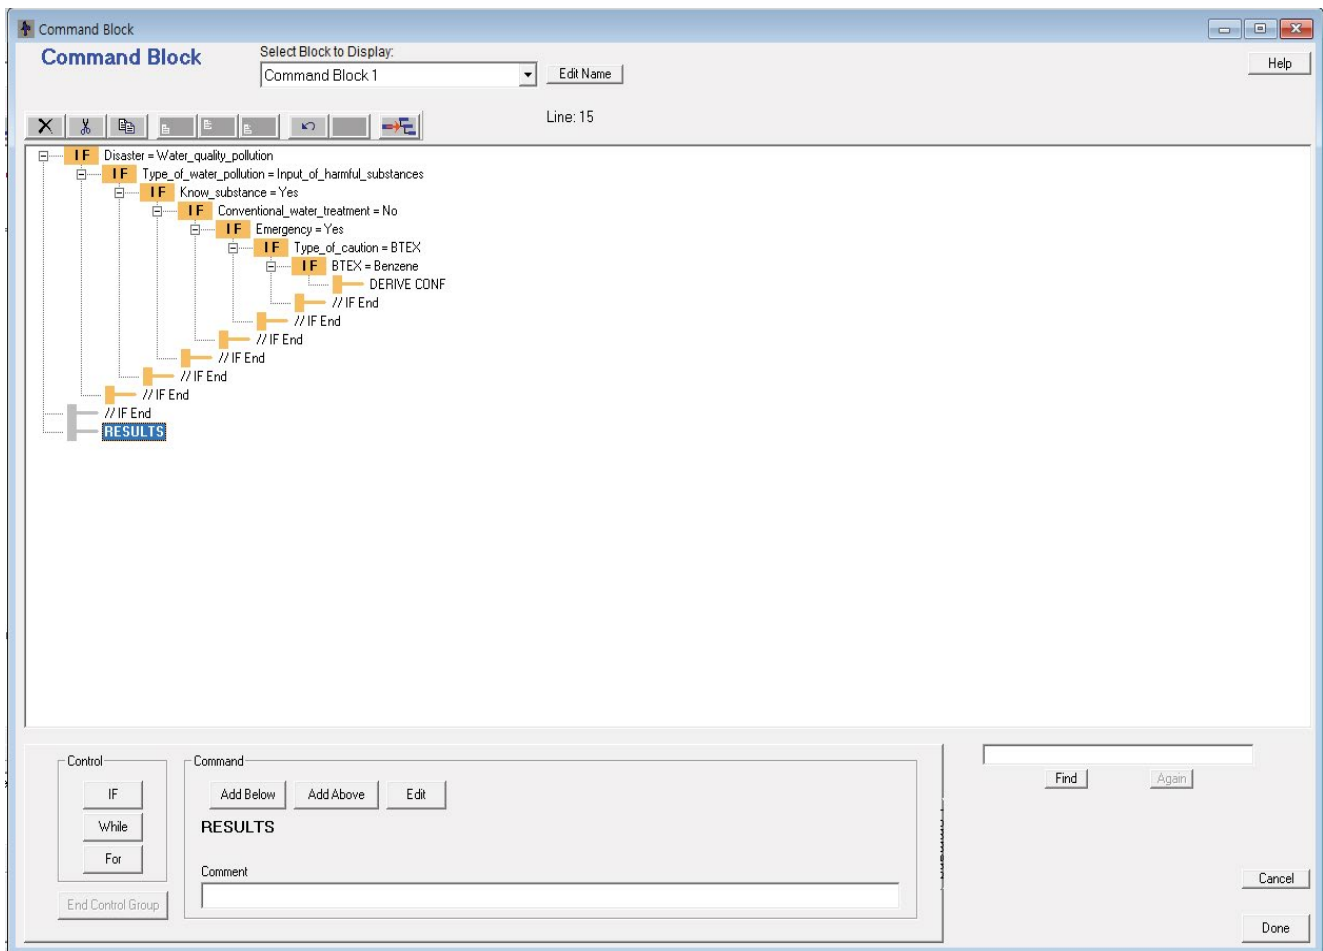 Command Block
Command Block
Select Block to Display:
Command Block 1
Edit Name
Help
Line: 15
IF Disaster = Water_quality_pollution
IF Type_of_water_pollution = Input_of_harmful_substances
IF Know_substance = Yes
IF Conventional_water_treatment = No
IF Emergency = Yes
IF Type_of_caution = BTEX
IF BTEX = Benzene
DERIVE CONF
// IF End
// IF End
// IF End
// IF End
// IF End
// IF End
// IF End
RESULTS
Control
IF
While
For
End Control Group
Command
Add Below
Add Above
Edit
RESULTS
Comment
Find
Again
Cancel
Done